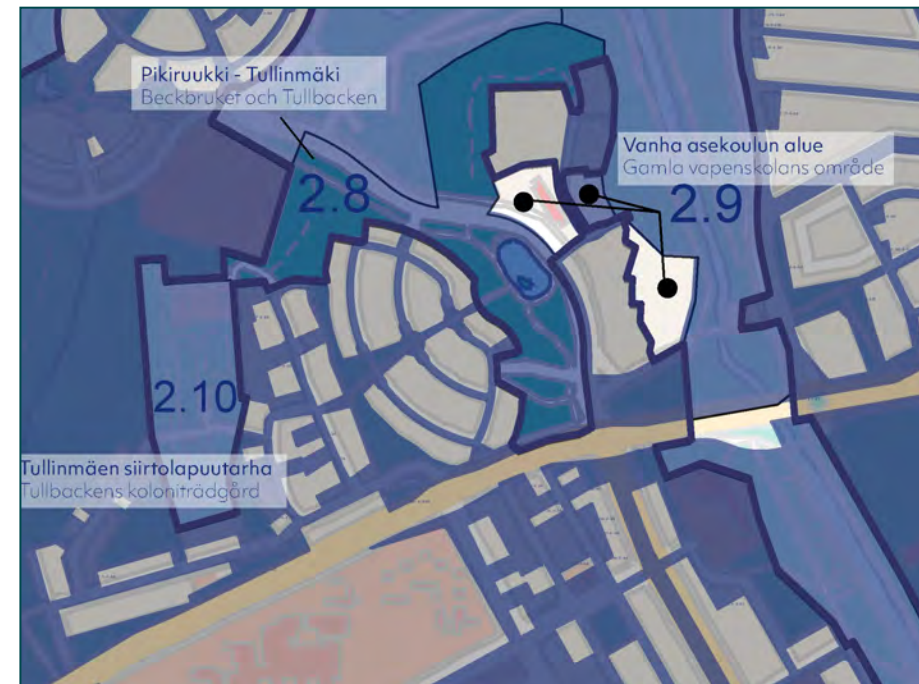 Pikiruukki - Tullinmäki
Beckbruket och Tullbacken
Vanha asekoulun alue
Gamla vapenskolans område
2.8
2.9
2.10
Tullinmäen siirtolapuutarha
Tullbackens koloniträdgård